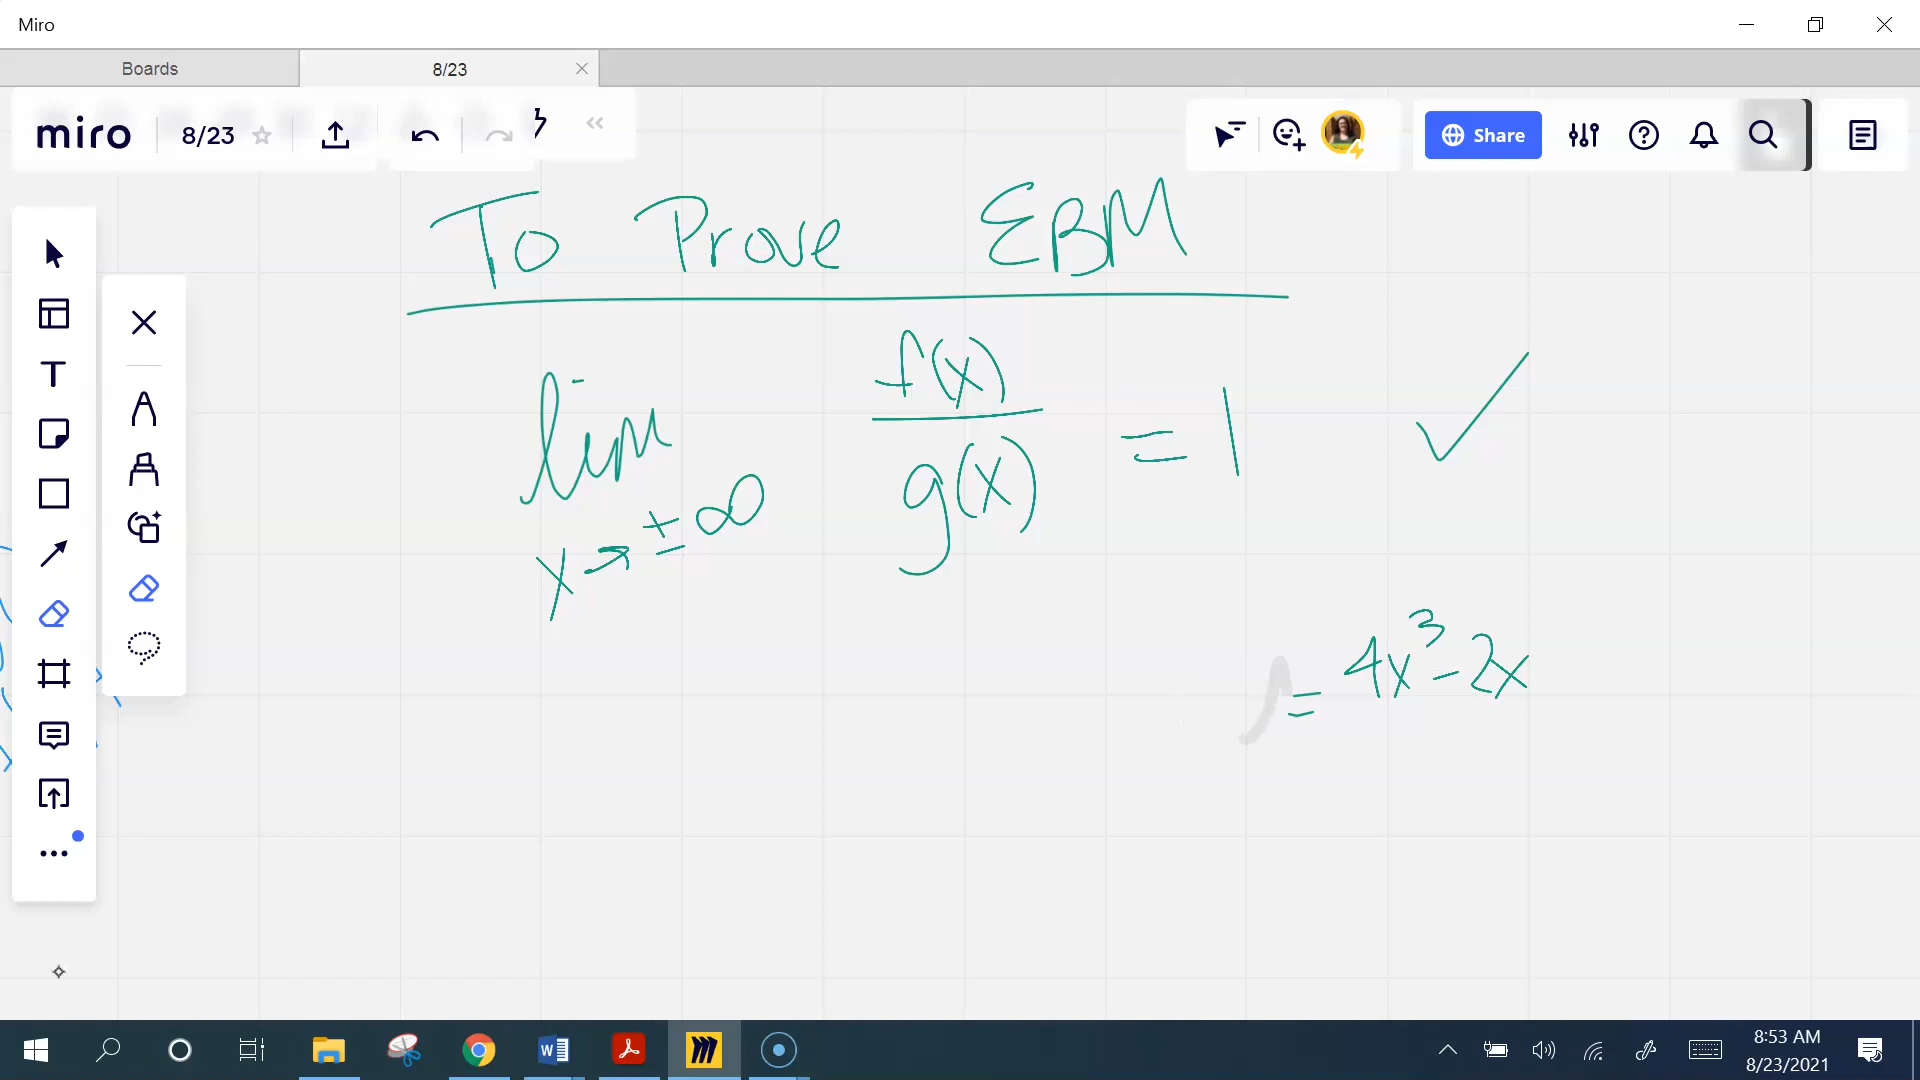 Miro
Boards
8/23
miro
8/23
Share
To Prove EBM
lim f(x)/g(x) = 1
x→±∞
= 4x³-2x
8:53 AM
8/23/2021